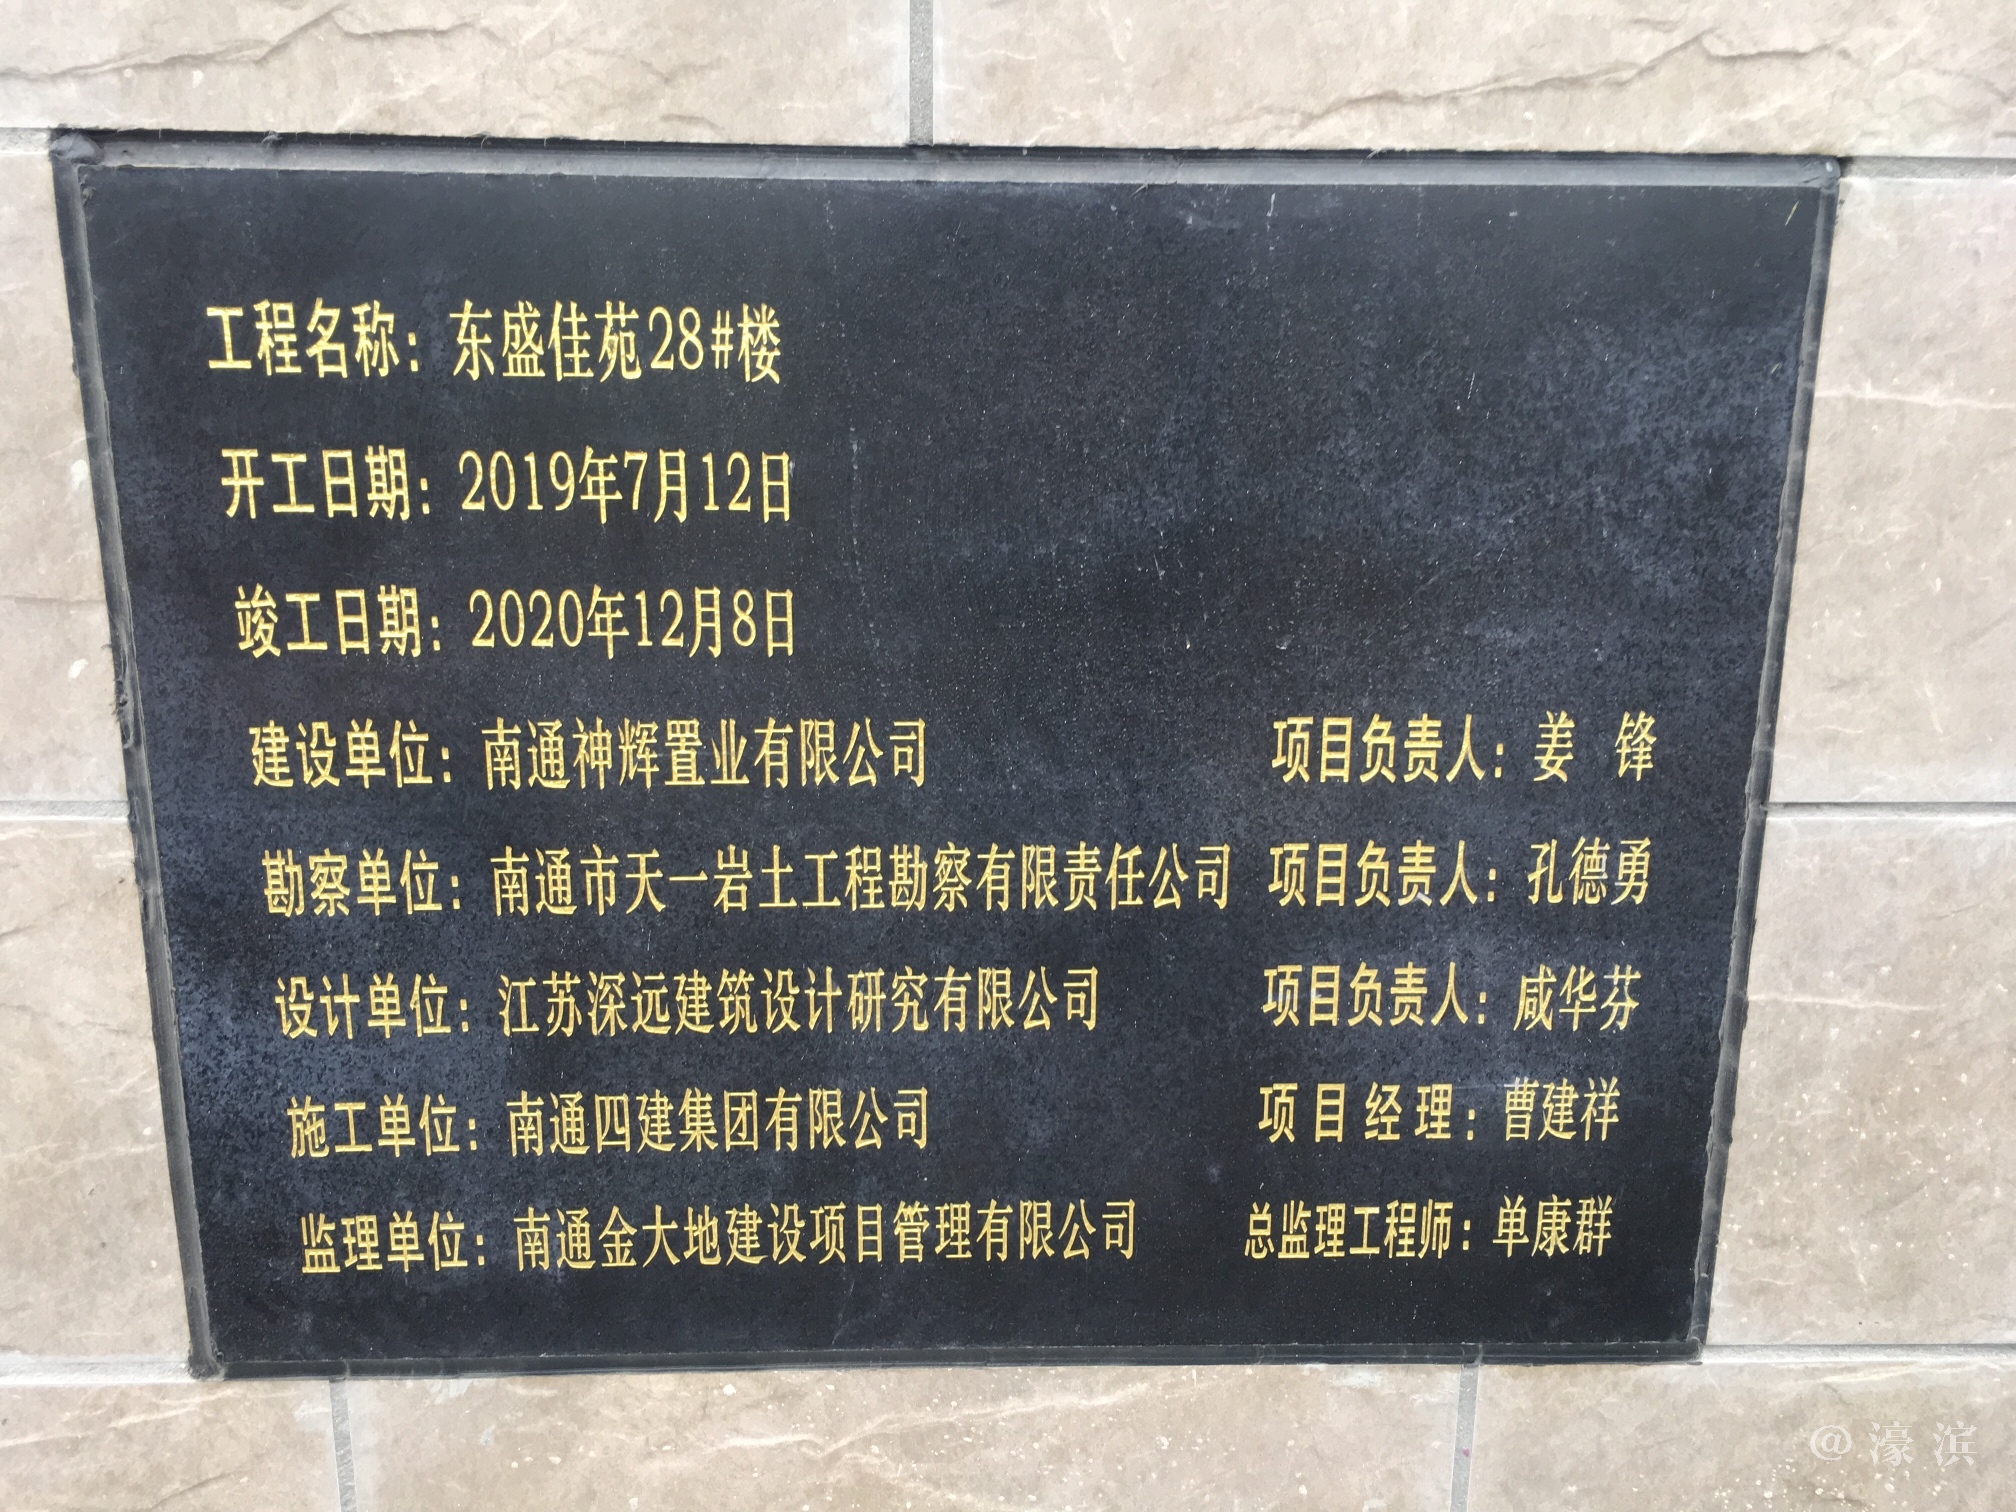 工程名称：东盛佳苑28#楼
开工日期：2019年7月12日
竣工日期：2020年12月8日
建设单位：南通神辉置业有限公司 项目负责人：姜 锋
勘察单位：南通市天一岩土工程勘察有限责任公司 项目负责人：孔德勇
设计单位：江苏深远建筑设计研究有限公司 项目负责人：咸华芬
施工单位：南通四建集团有限公司 项目经理：曹建祥
监理单位：南通金大地建设项目管理有限公司 总监理工程师：单康群
@濠滨